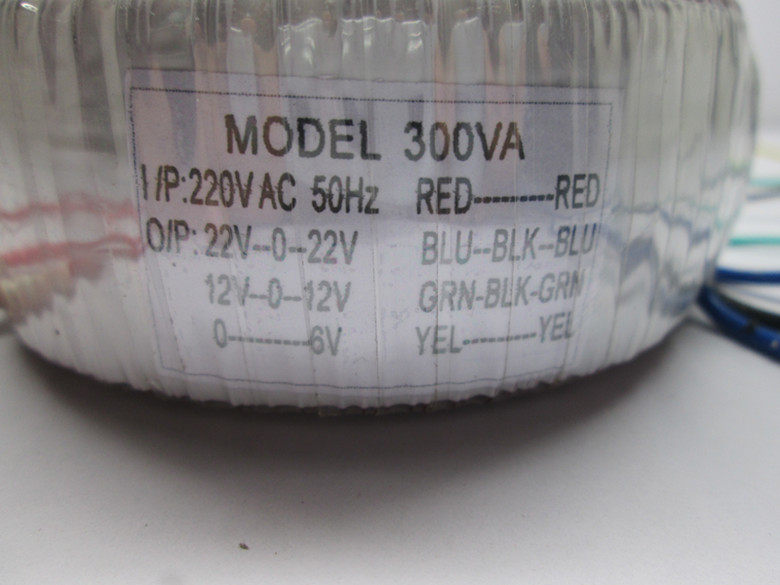 MODEL 300VA
I/P:220VAC 50Hz RED---------RED
O/P: 22V--0--22V BLU--BLK--BLU
12V--0--12V GRN-BLK-GRN
0---------6V YEL---------YEL